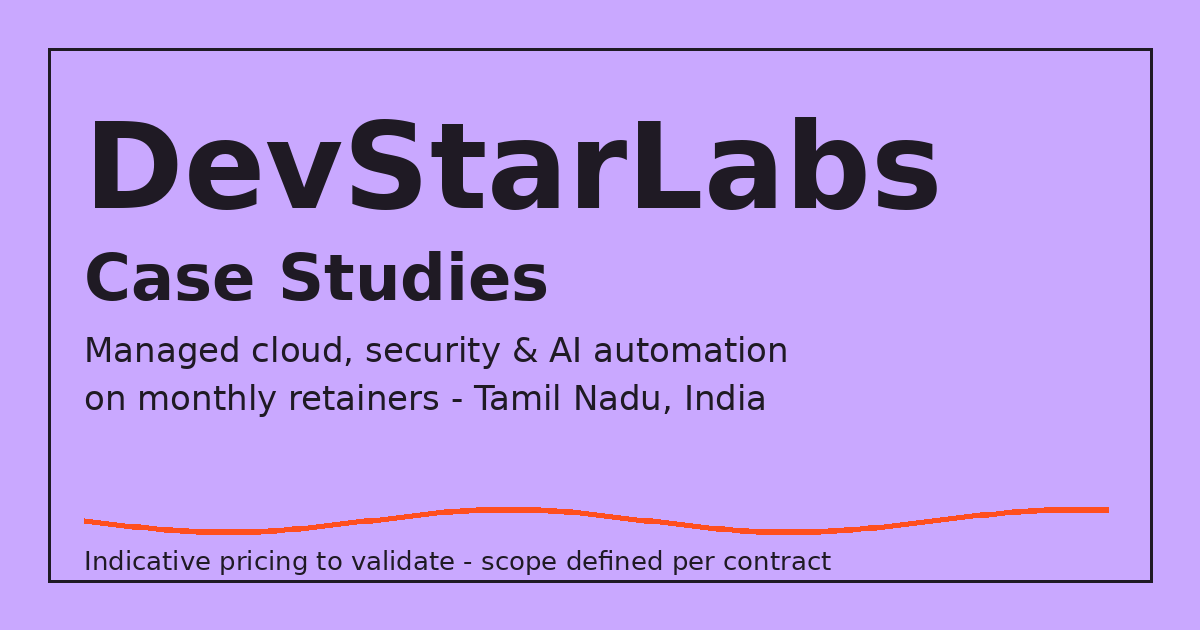 DevStarLabs
Case Studies
Managed cloud, security & AI automation
on monthly retainers - Tamil Nadu, India
Indicative pricing to validate - scope defined per contract